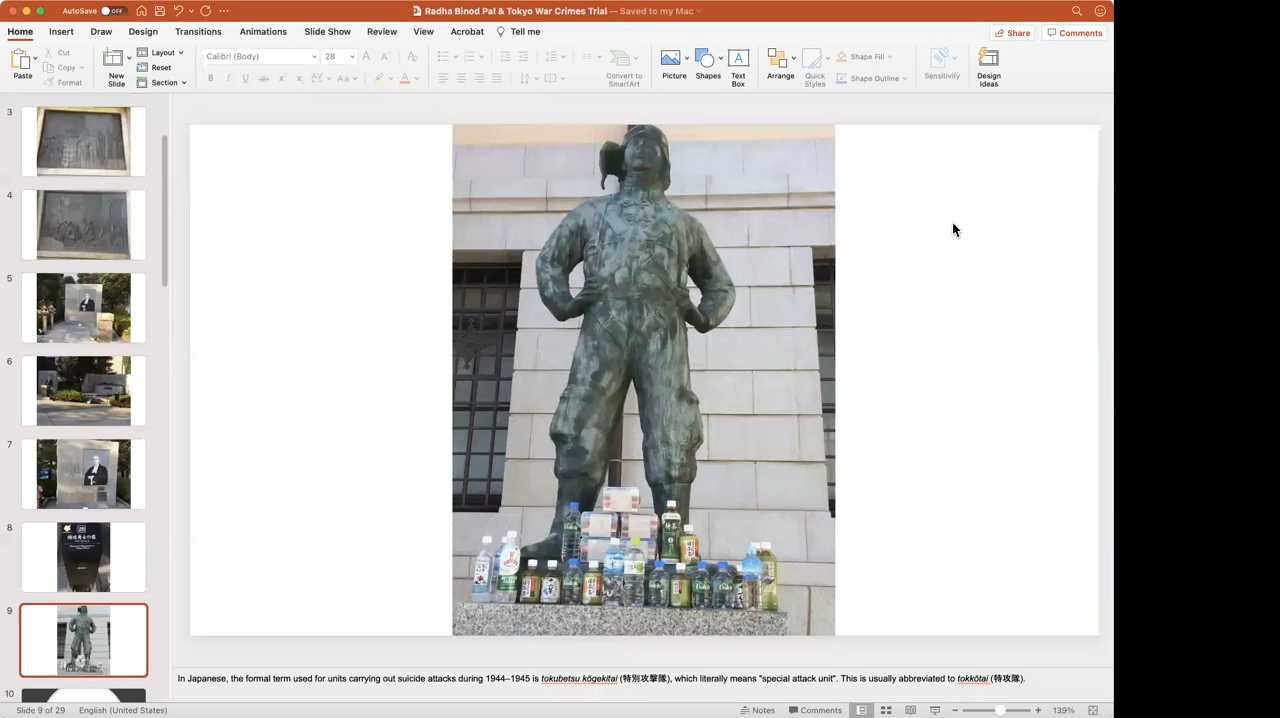 AutoSave OFF
Radha Binod Pal & Tokyo War Crimes Trial — Saved to my Mac
Home Insert Draw Design Transitions Animations Slide Show Review View Acrobat Tell me
Share Comments
Paste
Cut
Copy
Format
New Slide
Layout
Reset
Section
Calibri (Body) 28
Convert to SmartArt
Picture
Shapes
Text Box
Arrange
Quick Styles
Shape Fill
Shape Outline
Sensitivity
Design Ideas
3
4
5
6
7
8
9
10
In Japanese, the formal term used for units carrying out suicide attacks during 1944–1945 is tokubetsu kōgekitai (特別攻撃隊), which literally means "special attack unit". This is usually abbreviated to tokkōtai (特攻隊).
Slide 9 of 29 English (United States) Notes Comments 139%